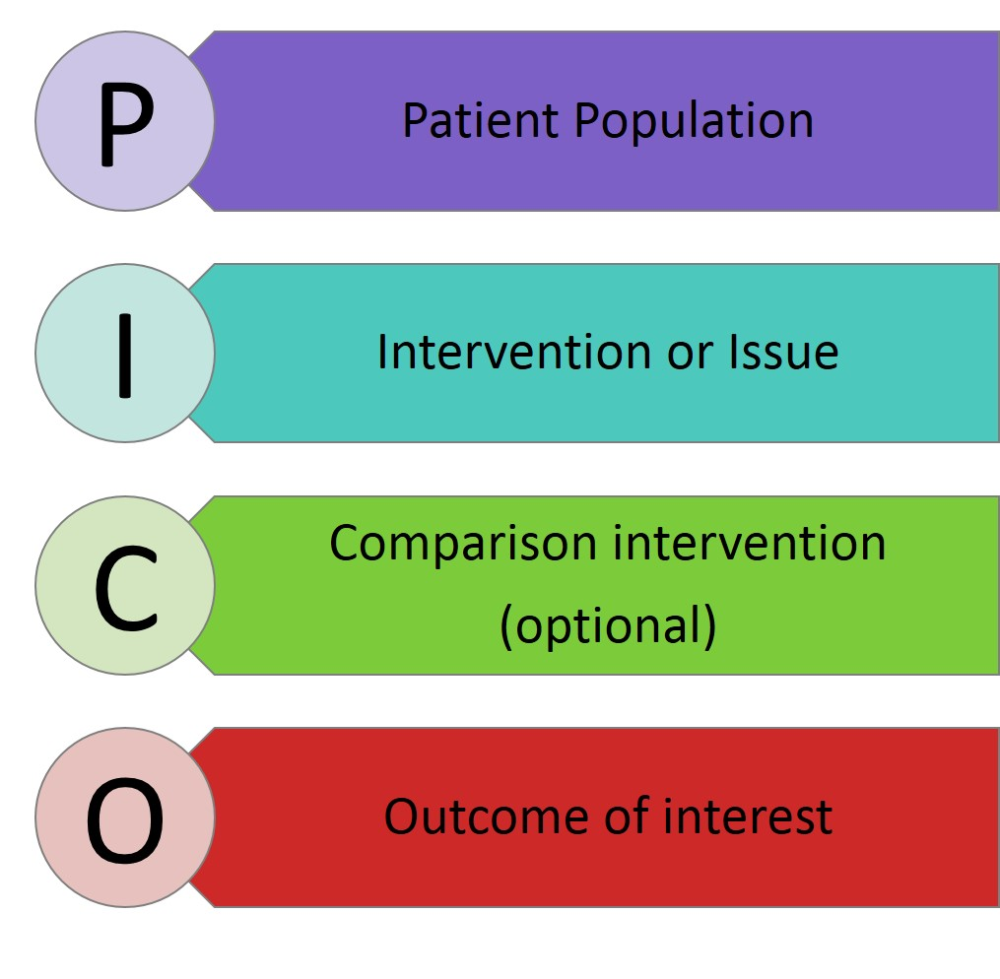 P
Patient Population
I
Intervention or Issue
C
Comparison intervention
(optional)
O
Outcome of interest